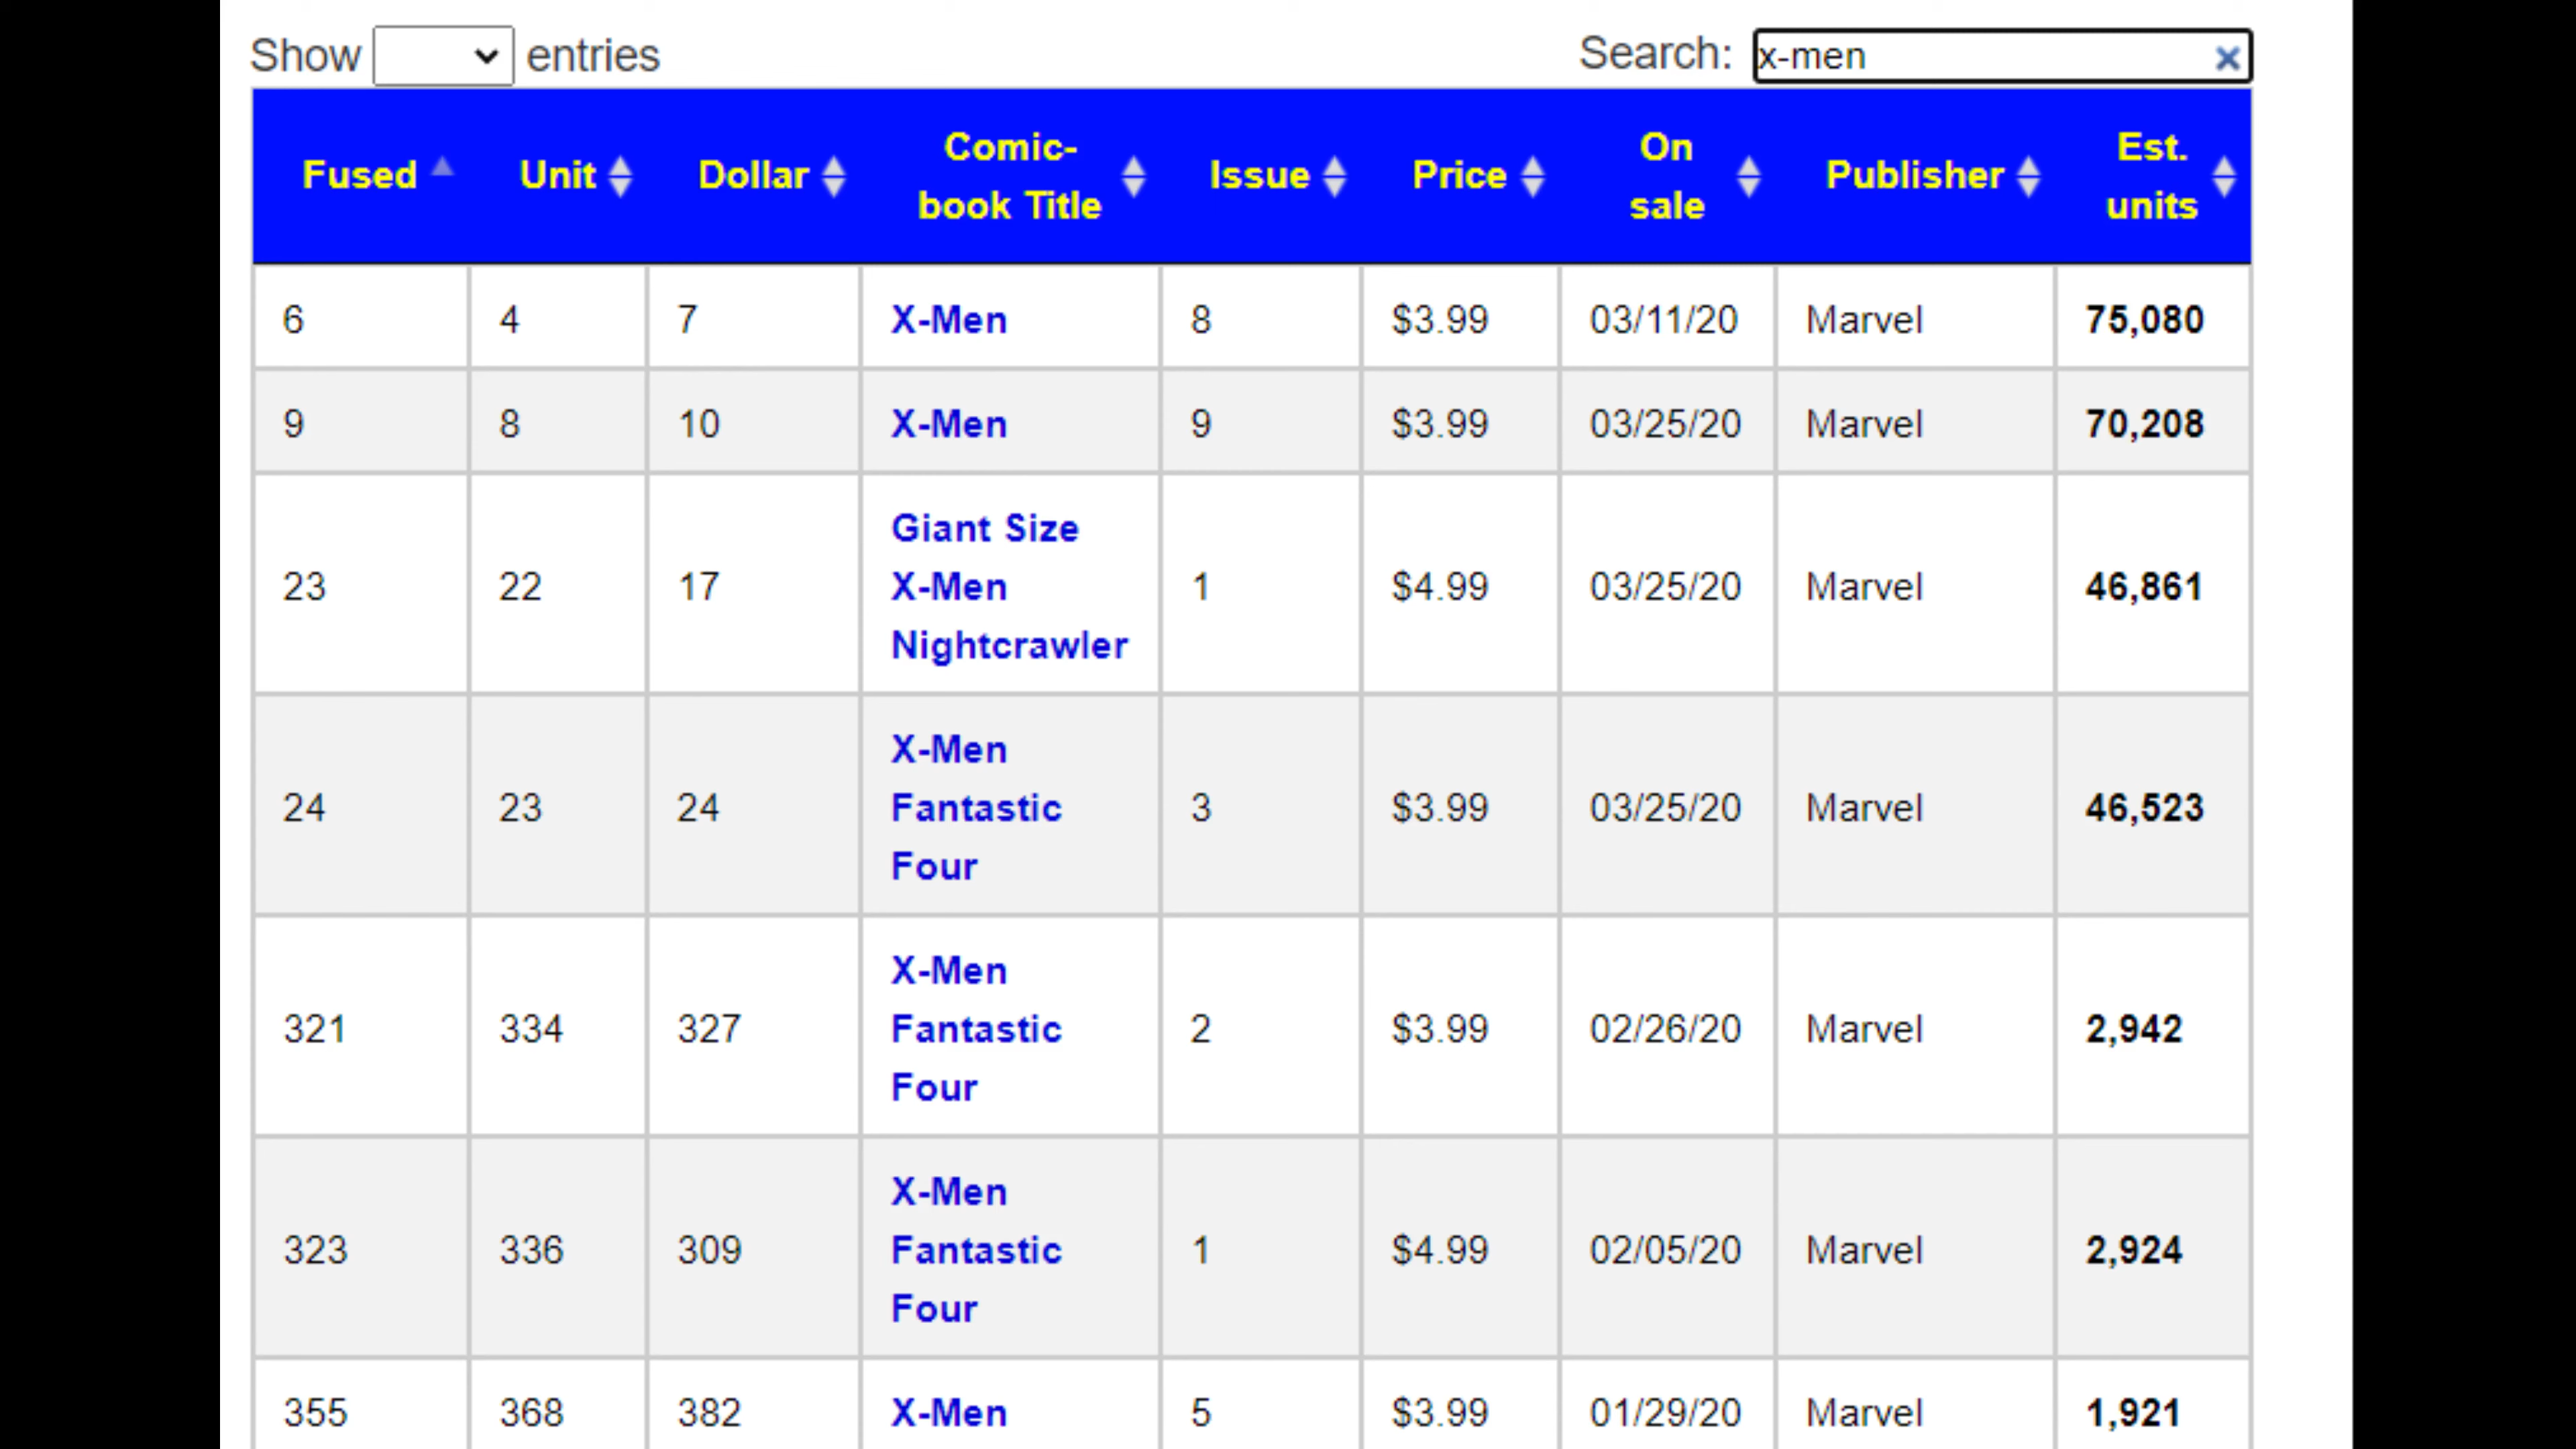 Show entries Search: x-men
Fused Unit Dollar Comic-book Title Issue Price On sale Publisher Est. units
6 4 7 X-Men 8 $3.99 03/11/20 Marvel 75,080
9 8 10 X-Men 9 $3.99 03/25/20 Marvel 70,208
Giant Size
23 22 17 X-Men 1 $4.99 03/25/20 Marvel 46,861
Nightcrawler
X-Men
24 23 24 Fantastic 3 $3.99 03/25/20 Marvel 46,523
Four
X-Men
321 334 327 Fantastic 2 $3.99 02/26/20 Marvel 2,942
Four
X-Men
323 336 309 Fantastic 1 $4.99 02/05/20 Marvel 2,924
Four
355 368 382 X-Men 5 $3.99 01/29/20 Marvel 1,921